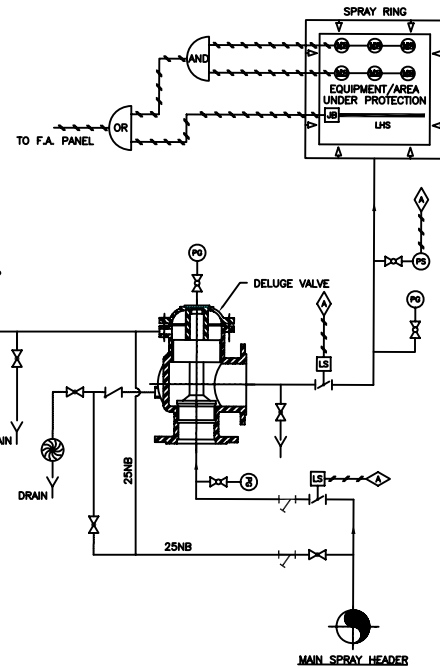 SPRAY RING
AND
EQUIPMENT/AREA
UNDER PROTECTION
JB
LHS
OR
TO F.A. PANEL
A
PS
PG
DELUGE VALVE
A
PG
LS
DRAIN
25NB
PG
LS
A
25NB
MAIN SPRAY HEADER